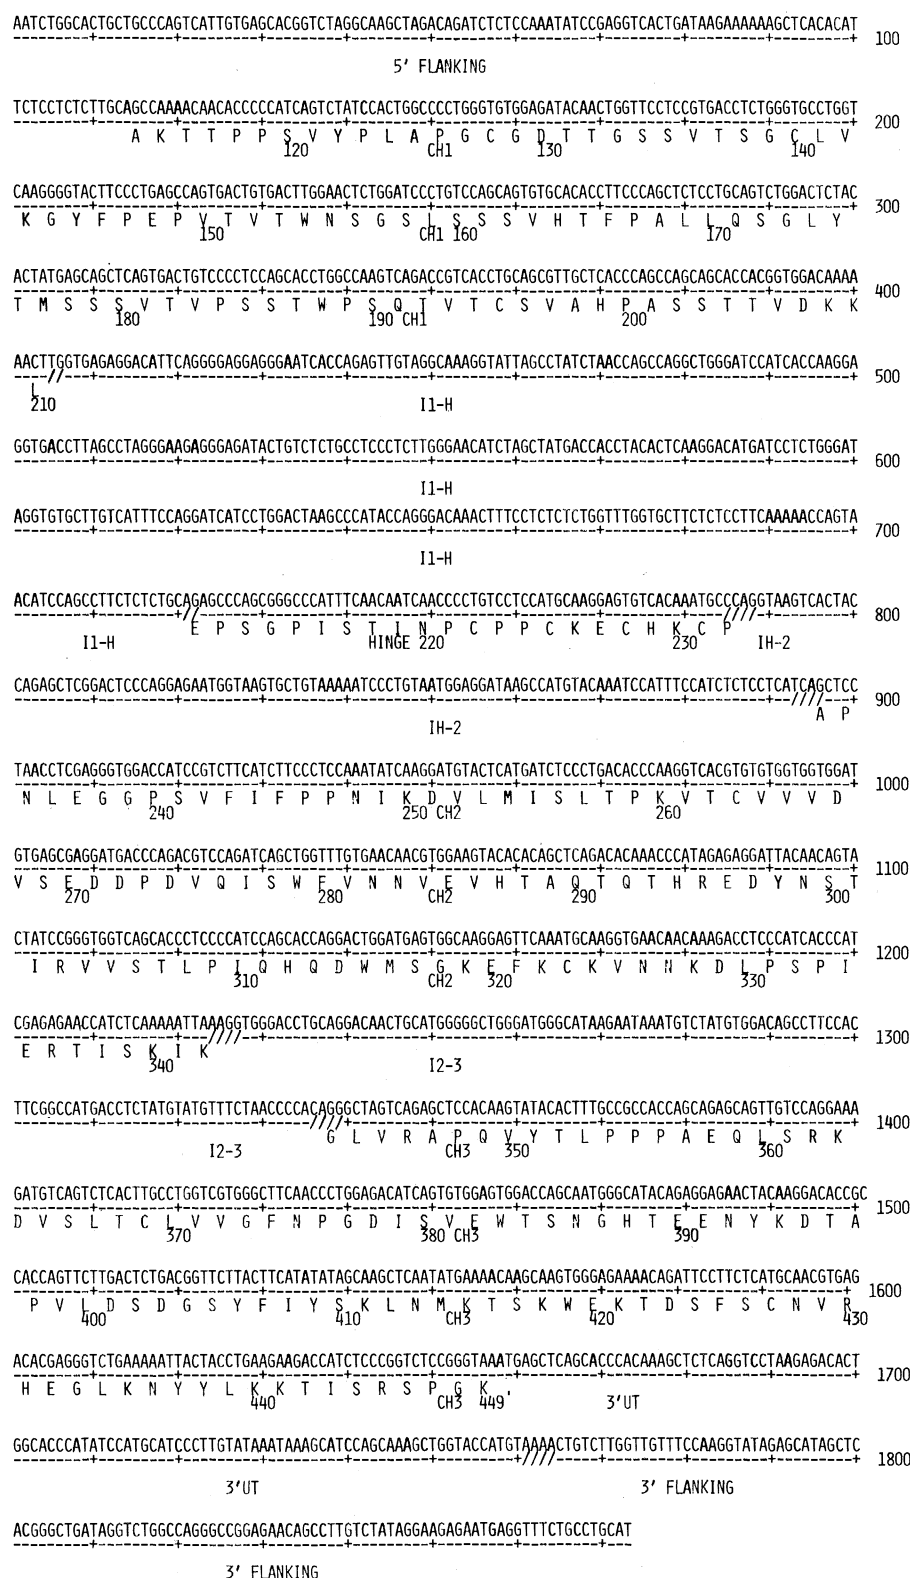 AATCTGGCACTGCTGCCCAGTCATTGTGAGCACGGTCTAGGCAAGCTAGACAGATCTCTCCAAATATCCGAGGTCACTGATAAGAAAAAAGCTCACACAT
---------+---------+---------+---------+---------+---------+---------+---------+---------+---------+ 100
5' FLANKING
TCTCCTCTCTTGCAGCCAAAACAACACCCCCATCAGTCTATCCACTGGCCCCTGGGTGTGGAGATACAACTGGTTCCTCCGTGACCTCTGGGTGCCTGGT
---------+---------+---------+---------+---------+---------+---------+---------+---------+---------+ 200
A K T T P P S V Y P L A P G C G D T T G S S V T S G C L V
120 CH1 130 140
CAAGGGGTACTTCCCTGAGCCAGTGACTGTGACTTGGAACTCTGGATCCCTGTCCAGCAGTGTGCACACCTTCCCAGCTCTCCTGCAGTCTGGACTCTAC
---------+---------+---------+---------+---------+---------+---------+---------+---------+---------+ 300
K G Y F P E P V T V T W N S G S L S S S V H T F P A L L Q S G L Y
150 CH1 160 170
ACTATGAGCAGCTCAGTGACTGTCCCCTCCAGCACCTGGCCAAGTCAGACCGTCACCTGCAGCGTTGCTCACCCAGCCAGCAGCACCACGGTGGACAAAA
---------+---------+---------+---------+---------+---------+---------+---------+---------+---------+ 400
T M S S S V T V P S S T W P S Q T V T C S V A H P A S S T T V D K K
180 190 CH1 200
AACTTGGTGAGAGGACATTCAGGGGAGGAGGGAATCACCAGAGTTGTAGGCAAAGGTATTAGCCTATCTAACCAGCCAGGCTGGGATCCATCACCAAGGA
----//---+---------+---------+---------+---------+---------+---------+---------+---------+---------+ 500
L
210 I1-H
GGTGACCTTAGCCTAGGGAAGAGGGAGATACTGTCTCTGCCTCCCTCTTGGGAACATCTAGCTATGACCACCTACACTCAAGGACATGATCCTCTGGGAT
---------+---------+---------+---------+---------+---------+---------+---------+---------+---------+ 600
I1-H
AGGTGTGCTTGTCATTTCCAGGATCATCCTGGACTAAGCCCATACCAGGGACAAACTTTCCTCTCTCTGGTTTGGTGCTTCTCTCCTTCAAAAACCAGTA
---------+---------+---------+---------+---------+---------+---------+---------+---------+---------+ 700
I1-H
ACATCCAGCCTTCTCTCTGCAGAGCCCAGCGGGCCCATTTCAACAATCAACCCCTGTCCTCCATGCAAGGAGTGTCACAAATGCCCAGGTAAGTCACTAC
---------+---------+//-------+---------+---------+---------+---------+---------+----////-+---------+ 800
E P S G P I S T I N P C P P C K E C H K C P
I1-H HINGE 220 230 IH-2
CAGAGCTCGGACTCCCAGGAGAATGGTAAGTGCTGTAAAAATCCCTGTAATGGAGGATAAGCCATGTACAAATCCATTTCCATCTCTCCTCATCAGCTCC
---------+---------+---------+---------+---------+---------+---------+---------+---------+--////---+ 900
A P
IH-2
TAACCTCGAGGGTGGACCATCCGTCTTCATCTTCCCTCCAAATATCAAGGATGTACTCATGATCTCCCTGACACCCAAGGTCACGTGTGTGGTGGTGGAT
---------+---------+---------+---------+---------+---------+---------+---------+---------+---------+ 1000
N L E G G P S V F I F P P N I K D V L M I S L T P K V T C V V V D
240 250 CH2 260
GTGAGCGAGGATGACCCAGACGTCCAGATCAGCTGGTTTGTGAACAACGTGGAAGTACACACAGCTCAGACACAAACCCATAGAGAGGATTACAACAGTA
---------+---------+---------+---------+---------+---------+---------+---------+---------+---------+ 1100
V S E D D P D V Q I S W F V N N V E V H T A Q T Q T H R E D Y N S T
270 280 CH2 290 300
CTATCCGGGTGGTCAGCACCCTCCCCATCCAGCACCAGGACTGGATGAGTGGCAAGGAGTTCAAATGCAAGGTGAACAACAAAGACCTCCCATCACCCAT
---------+---------+---------+---------+---------+---------+---------+---------+---------+---------+ 1200
I R V V S T L P I Q H Q D W M S G K E F K C K V N N K D L P S P I
310 CH2 320 330
CGAGAGAACCATCTCAAAAATTAAAGGTGGGACCTGCAGGACAACTGCATGGGGGCTGGGATGGGCATAAGAATAAATGTCTATGTGGACAGCCTTCCAC
---------+---------+---////--+---------+---------+---------+---------+---------+---------+---------+ 1300
E R T I S K I K
340 I2-3
TTCGGCCATGACCTCTATGTATGTTTCTAACCCCACAGGGCTAGTCAGAGCTCCACAAGTATACACTTTGCCGCCACCAGCAGAGCAGTTGTCCAGGAAA
---------+---------+---------+-----////+---------+---------+---------+---------+---------+---------+ 1400
G L V R A P Q V Y T L P P P A E Q L S R K
I2-3 CH3 350 360
GATGTCAGTCTCACTTGCCTGGTCGTGGGCTTCAACCCTGGAGACATCAGTGTGGAGTGGACCAGCAATGGGCATACAGAGGAGAACTACAAGGACACCGC
---------+---------+---------+---------+---------+---------+---------+---------+---------+---------+ 1500
D V S L T C L V V G F N P G D I S V E W T S N G H T E E N Y K D T A
370 380 CH3 390
CACCAGTTCTTGACTCTGACGGTTCTTACTTCATATATAGCAAGCTCAATATGAAAACAAGCAAGTGGGAGAAAACAGATTCCTTCTCATGCAACGTGAG
---------+---------+---------+---------+---------+---------+---------+---------+---------+---------+ 1600
P V L D S D G S Y F I Y S K L N M K T S K W E K T D S F S C N V R
400 410 CH3 420 430
ACACGAGGGTCTGAAAAATTACTACCTGAAGAAGACCATCTCCCGGTCTCCGGGTAAATGAGCTCAGCACCCACAAAGCTCTCAGGTCCTAAGAGACACT
---------+---------+---------+---------+---------+---------+---------+---------+---------+---------+ 1700
H E G L K N Y Y L K K T I S R S P G K .
440 CH3 449' 3'UT
GGCACCCATATCCATGCATCCCTTGTATAAATAAAGCATCCAGCAAAGCTGGTACCATGTAAAACTGTCTTGGTTGTTTCCAAGGTATAGAGCATAGCTC
---------+---------+---------+---------+---------+---------+////-----+---------+---------+---------+ 1800
3'UT 3' FLANKING
ACGGGCTGATAGGTCTGGCCAGGGCCGGAGAACAGCCTTGTCTATAGGAAGAGAATGAGGTTTCTGCCTGCAT
---------+---------+---------+---------+---------+---------+---------+---
3' FLANKING